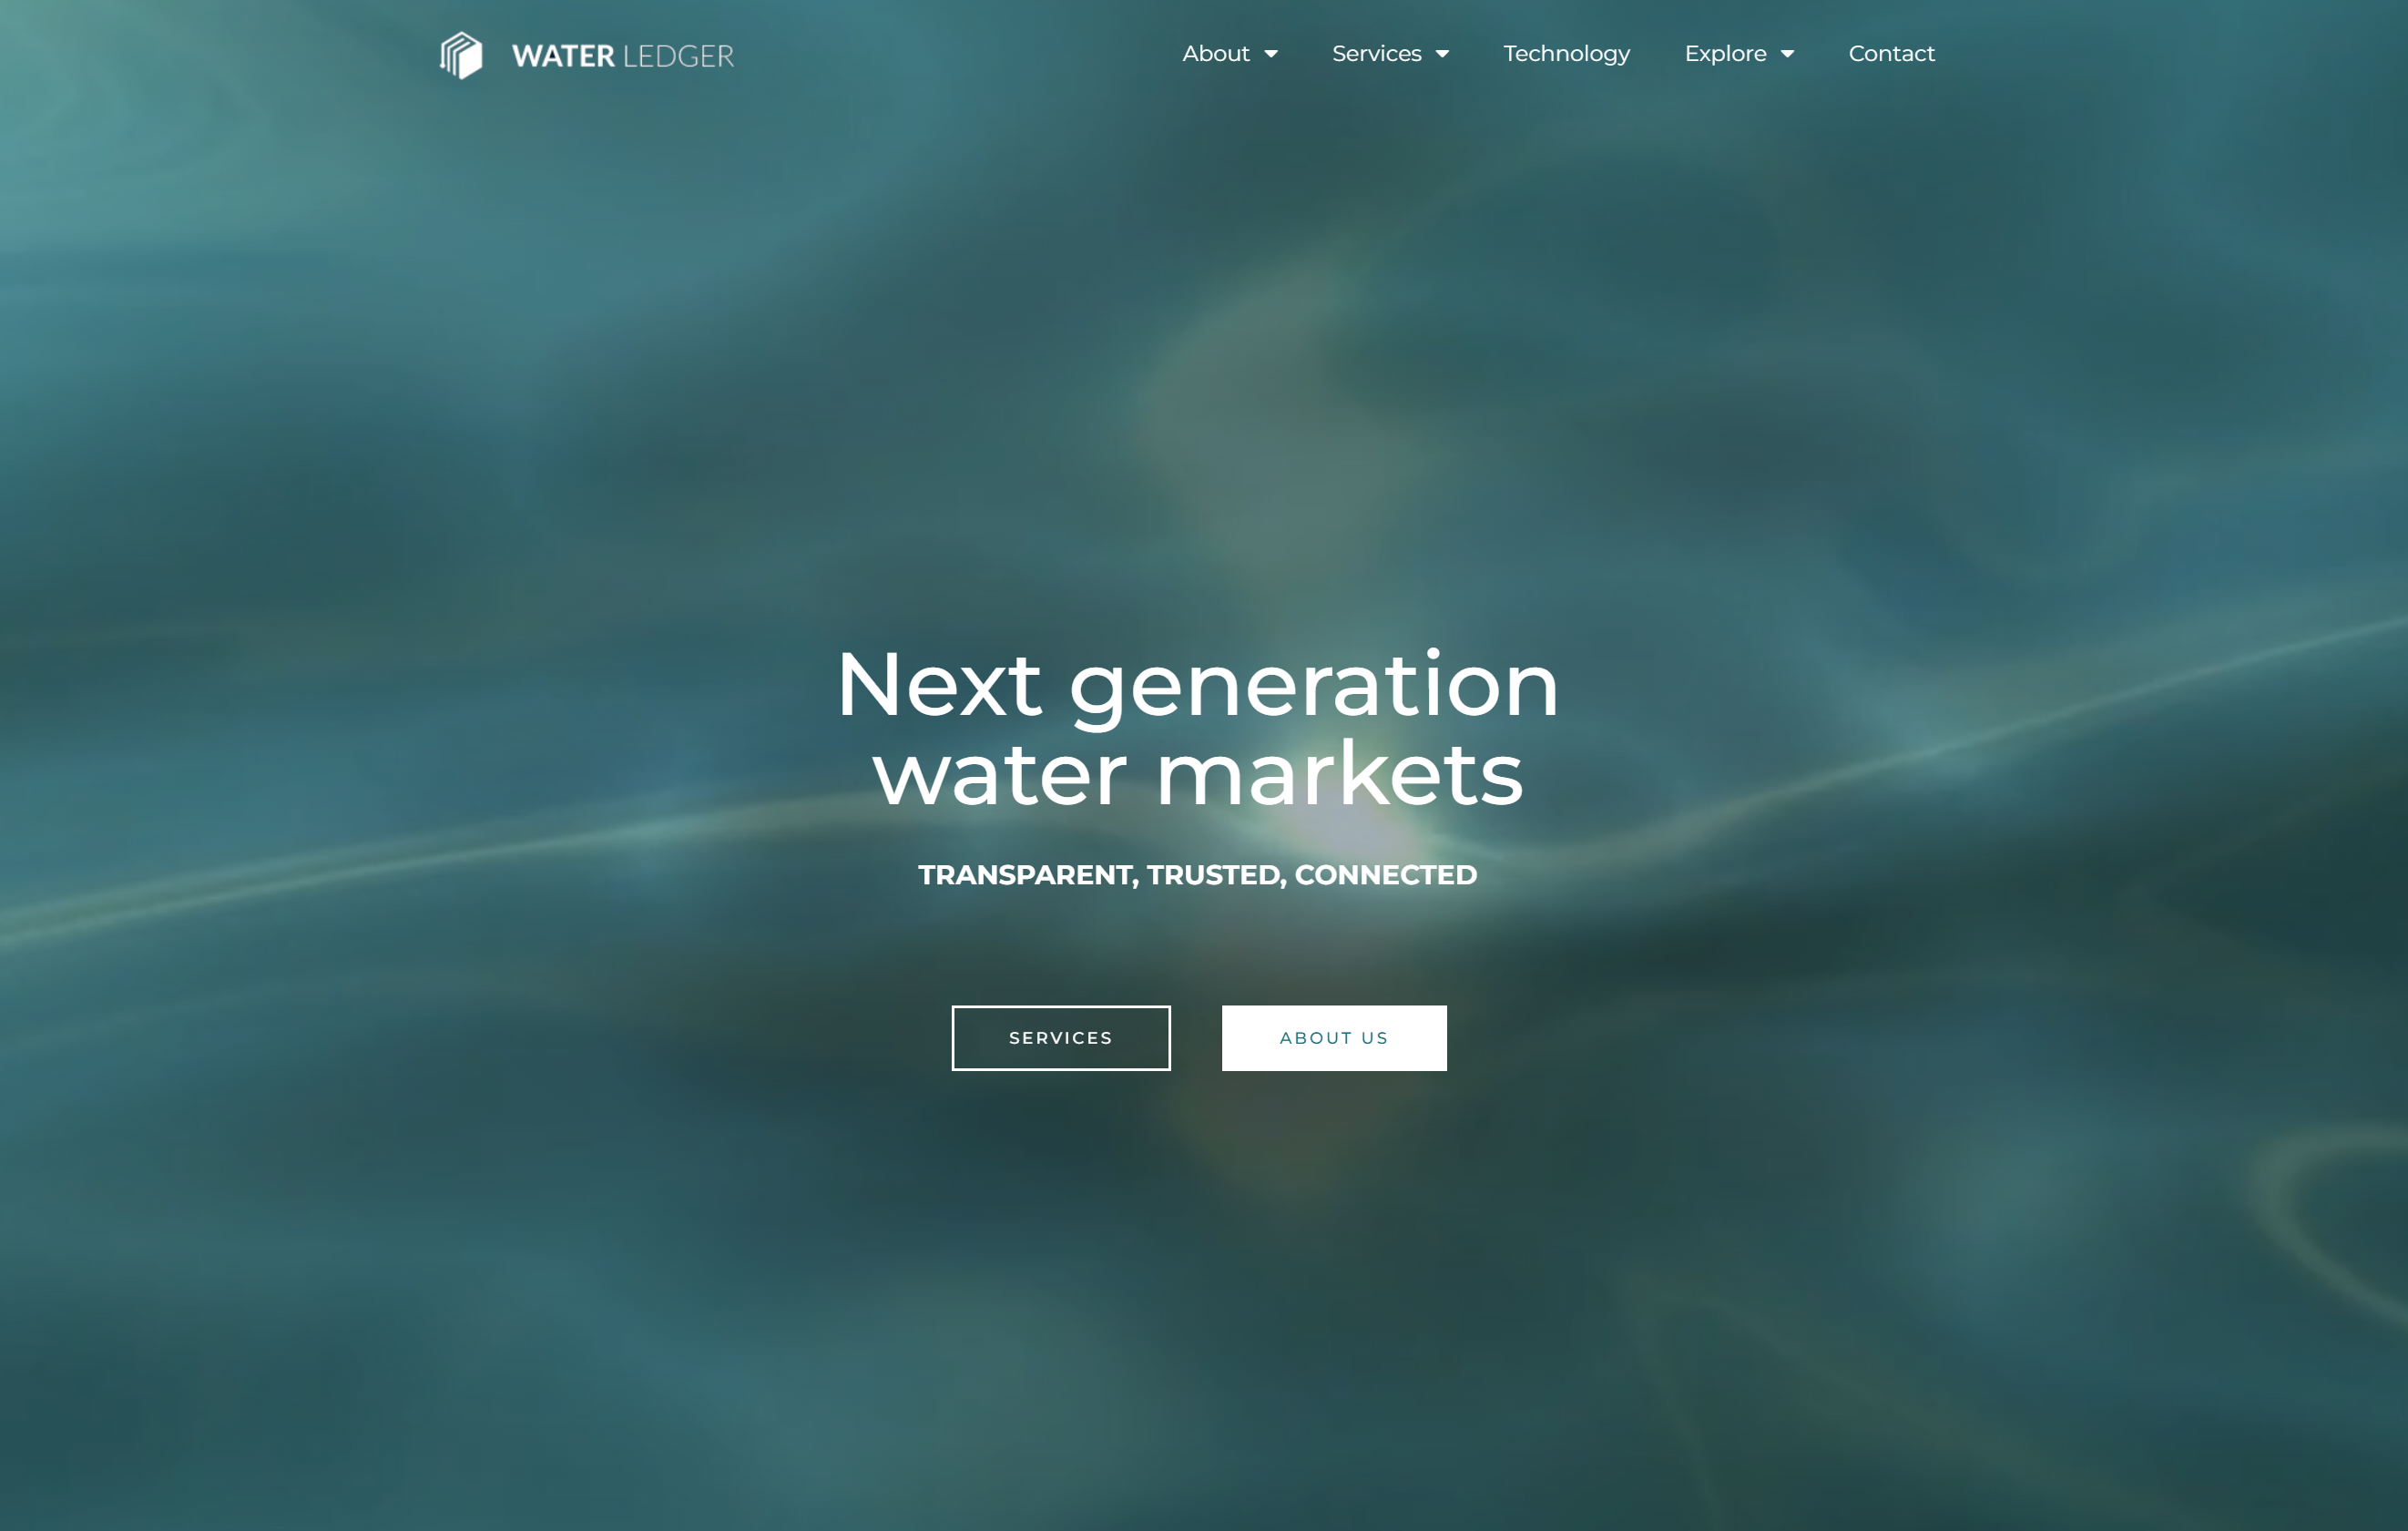 WATER LEDGER
About
Services
Technology
Explore
Contact
Next generation
water markets
TRANSPARENT, TRUSTED, CONNECTED
SERVICES
ABOUT US